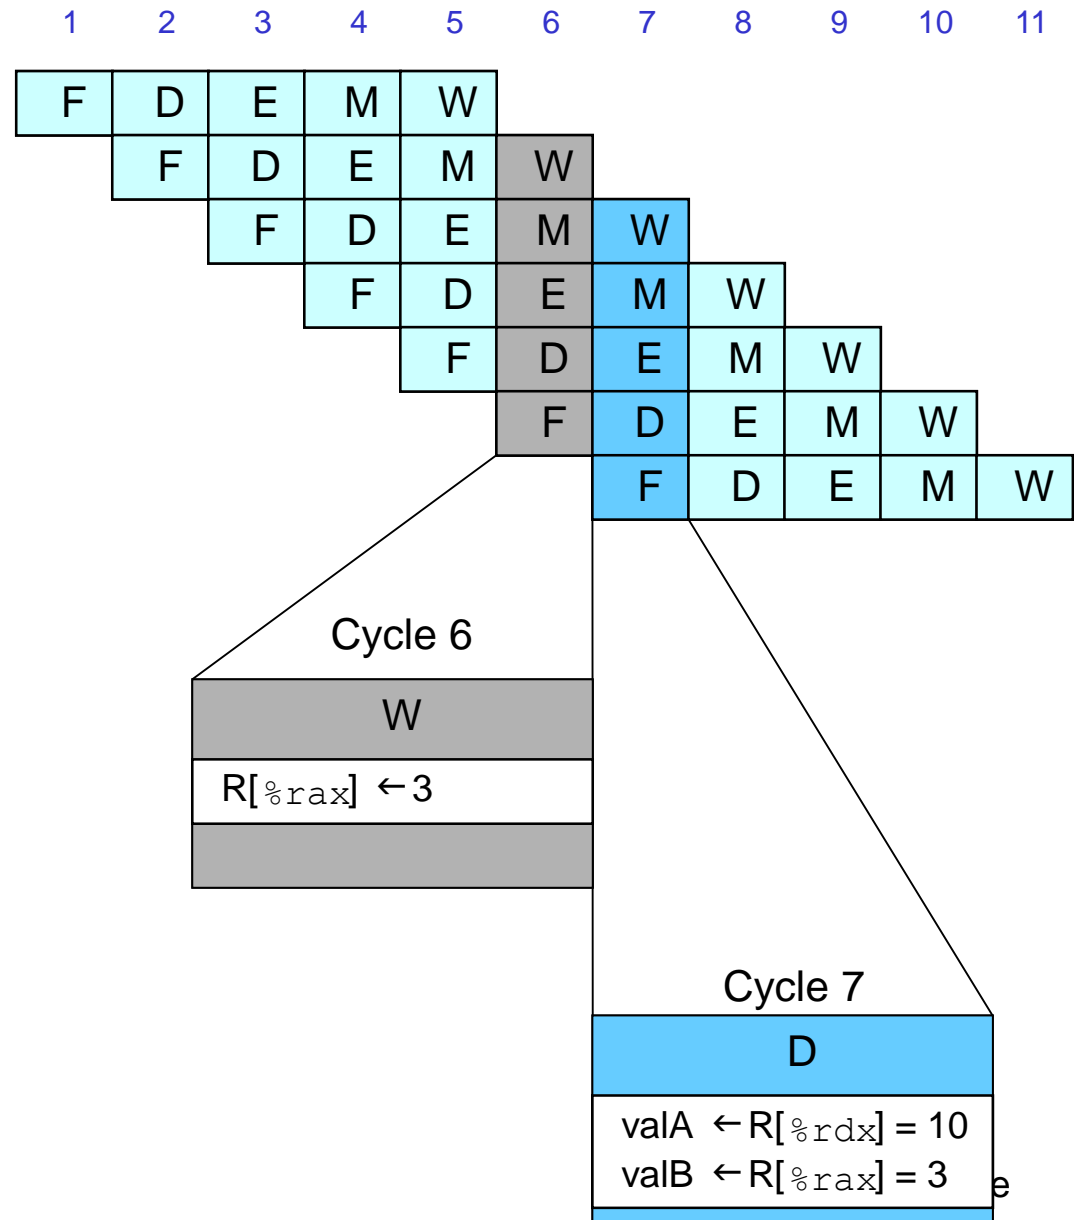 1 2 3 4 5 6 7 8 9 10 11
F D E M W
F D E M W
F D E M W
F D E M W
F D E M W
F D E M W
F D E M W
Cycle 6
W
R[%rax] ←3
Cycle 7
D
valA ←R[%rdx] = 10
valB ←R[%rax] = 3
e